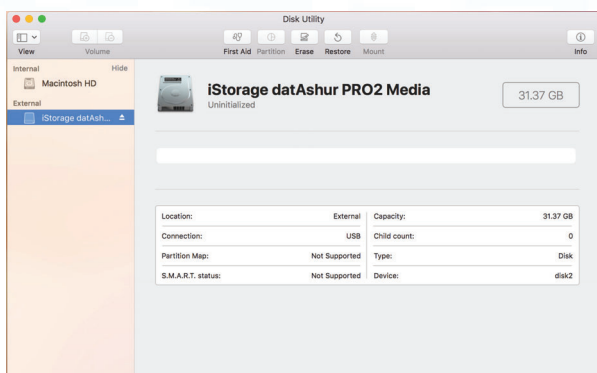 Disk Utility
View Volume First Aid Partition Erase Restore Mount Info
Internal Hide
Macintosh HD
External
iStorage datAsh...
iStorage datAshur PRO2 Media
Uninitialized
31.37 GB
Location: External Capacity: 31.37 GB
Connection: USB Child count: 0
Partition Map: Not Supported Type: Disk
S.M.A.R.T. status: Not Supported Device: disk2